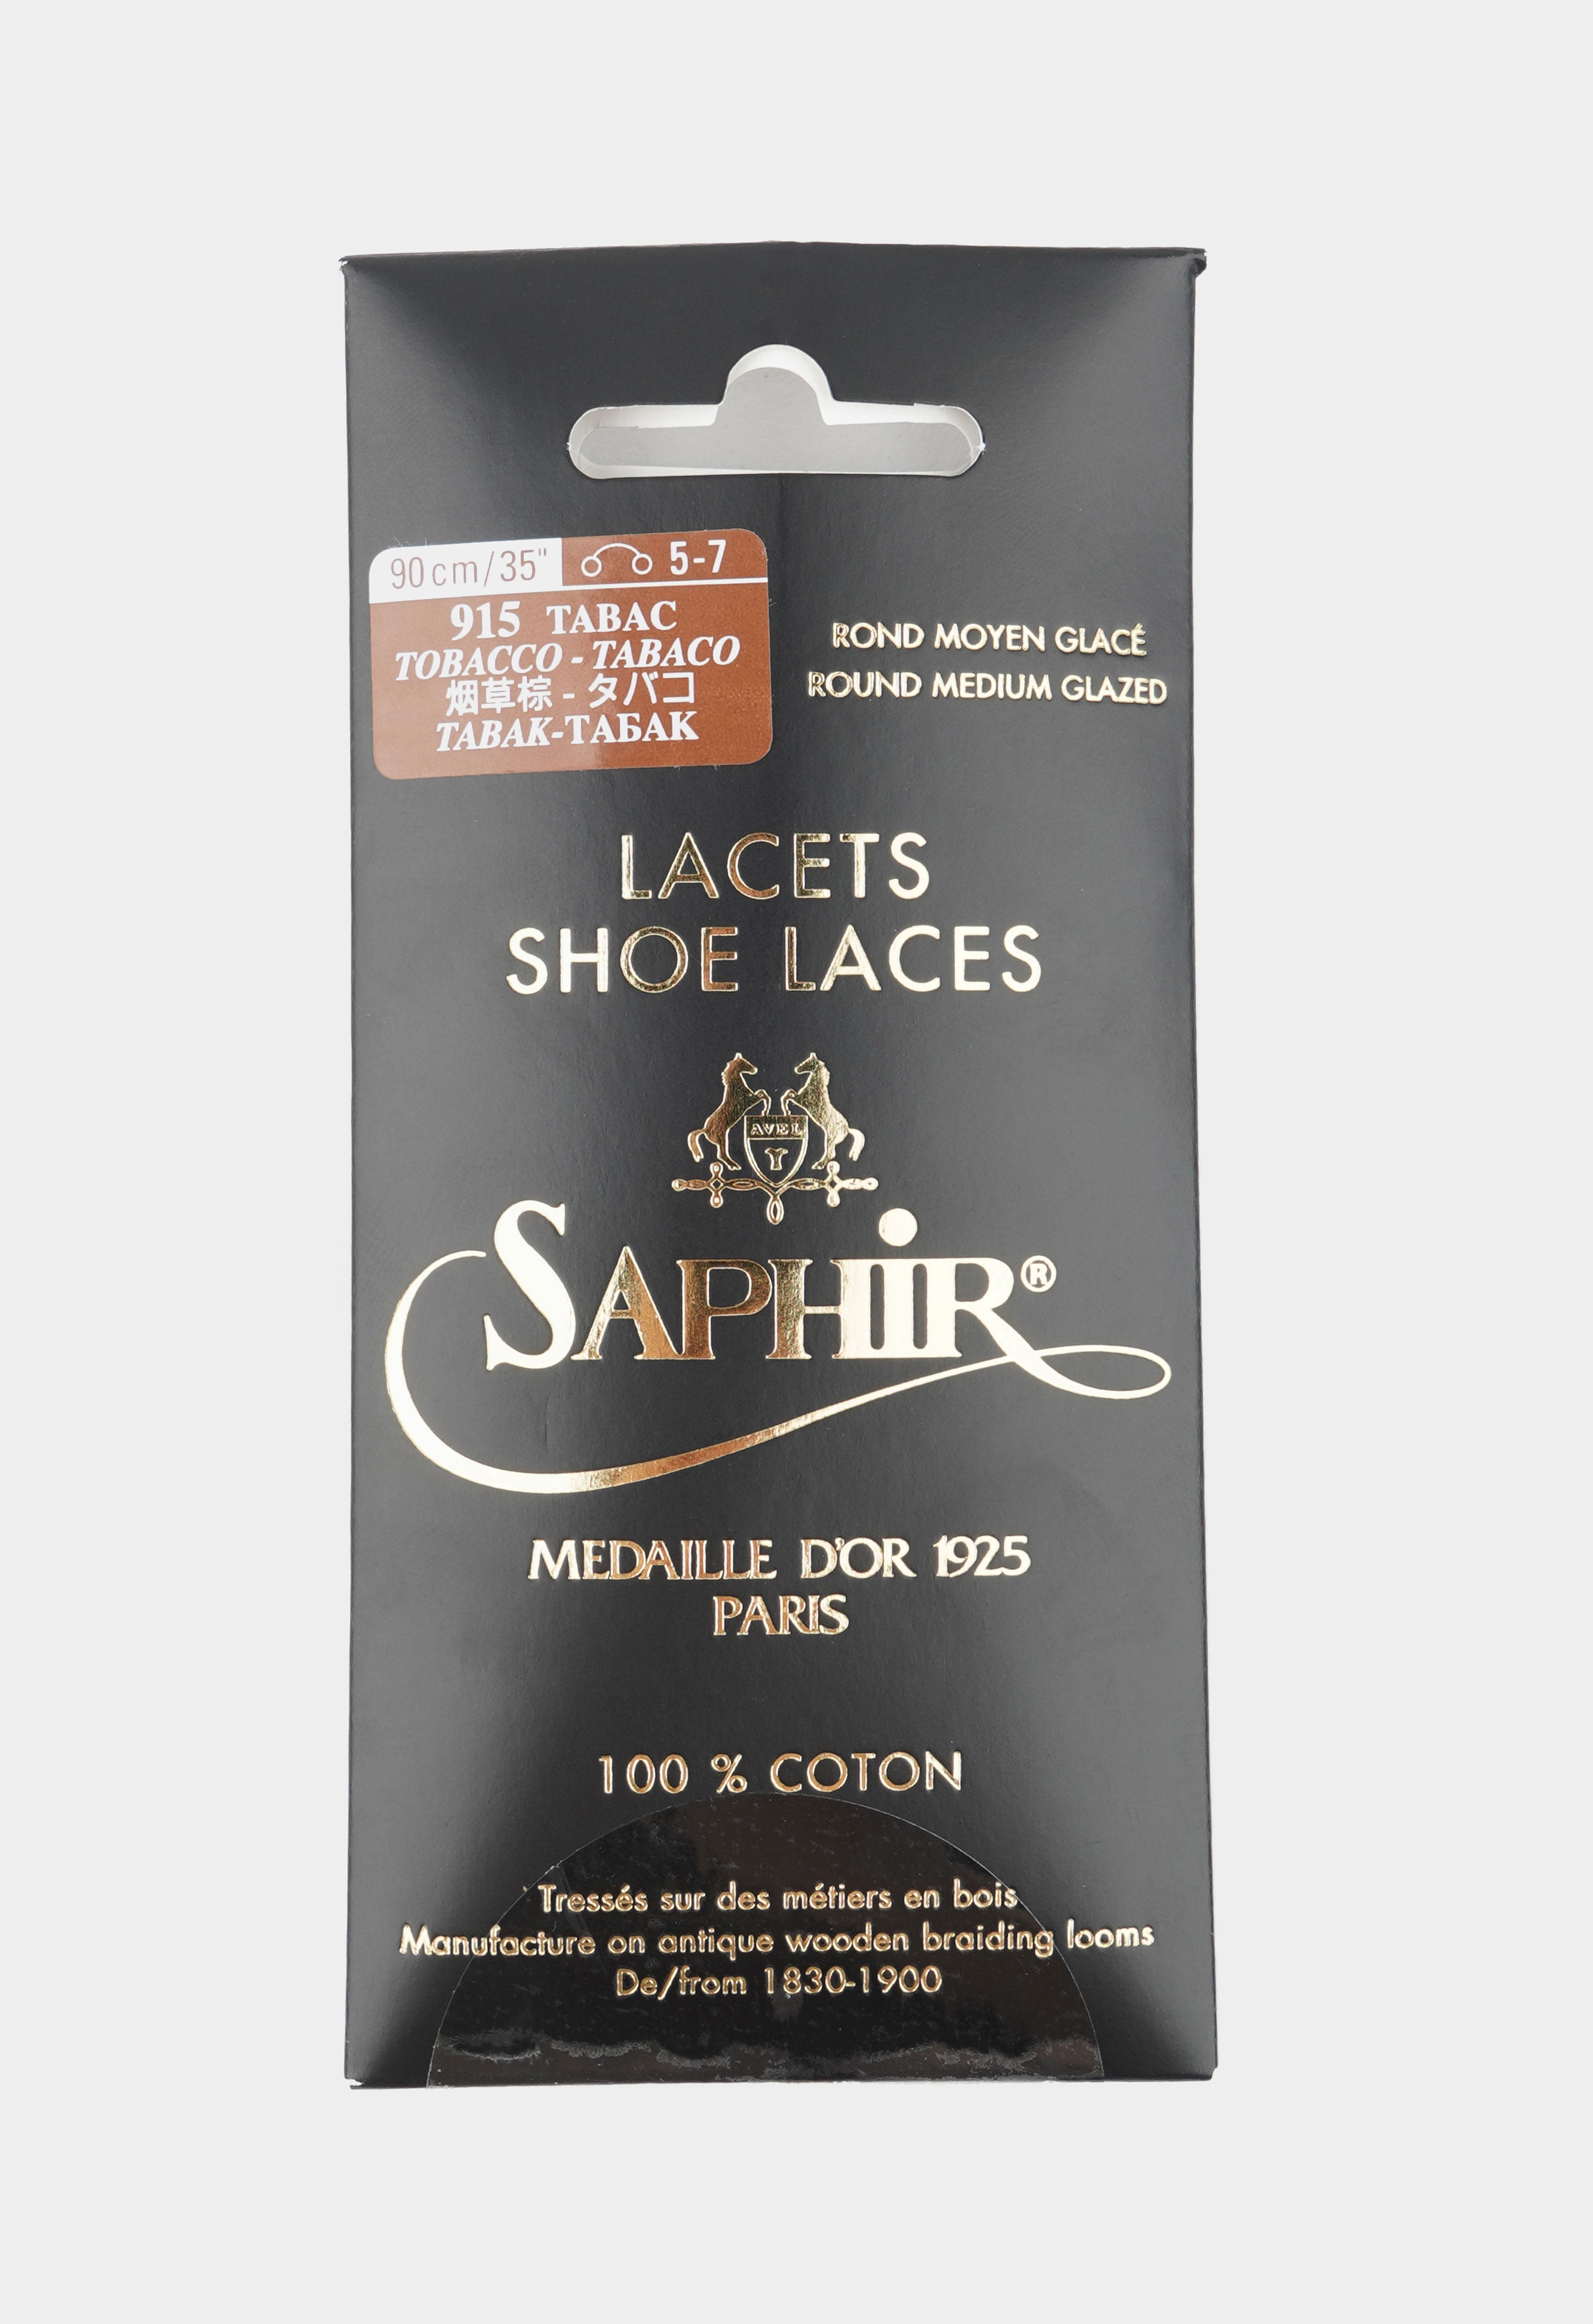 90cm/35" 5-7
915 TABAC
TOBACCO - TABACO
烟草棕 - タバコ
TABAK-ТАБАК
ROND MOYEN GLACÉ
ROUND MEDIUM GLAZED
LACETS
SHOE LACES
AVEL
SAPHiR®
MEDAILLE D'OR 1925
PARIS
100 % COTON
Tressés sur des métiers en bois
Manufacture on antique wooden braiding looms
De/from 1830-1900